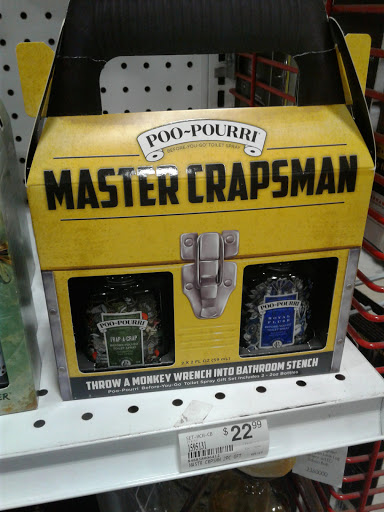 POO-POURRI
BEFORE-YOU-GO TOILET SPRAY
MASTER CRAPSMAN
POO-POURRI
TRAP-A-CRAP
POO-POURRI
ROYAL FLUSH
THROW A MONKEY WRENCH INTO BATHROOM STENCH
Poo-Pourri Before-You-Go Toilet Spray Gift Set Includes 2 - 2oz Bottles
$22.99
ER